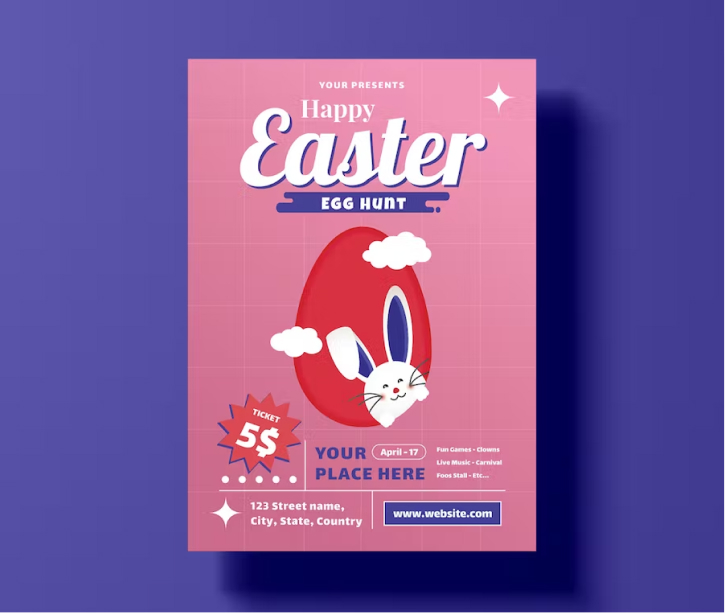 YOUR PRESENTS
Happy
Easter
EGG HUNT
TICKET
5$
YOUR
April - 17
PLACE HERE
Fun Games - Clowns
Live Music - Carnival
Foos Stall - Etc...
123 Street name,
City, State, Country
www.website.com